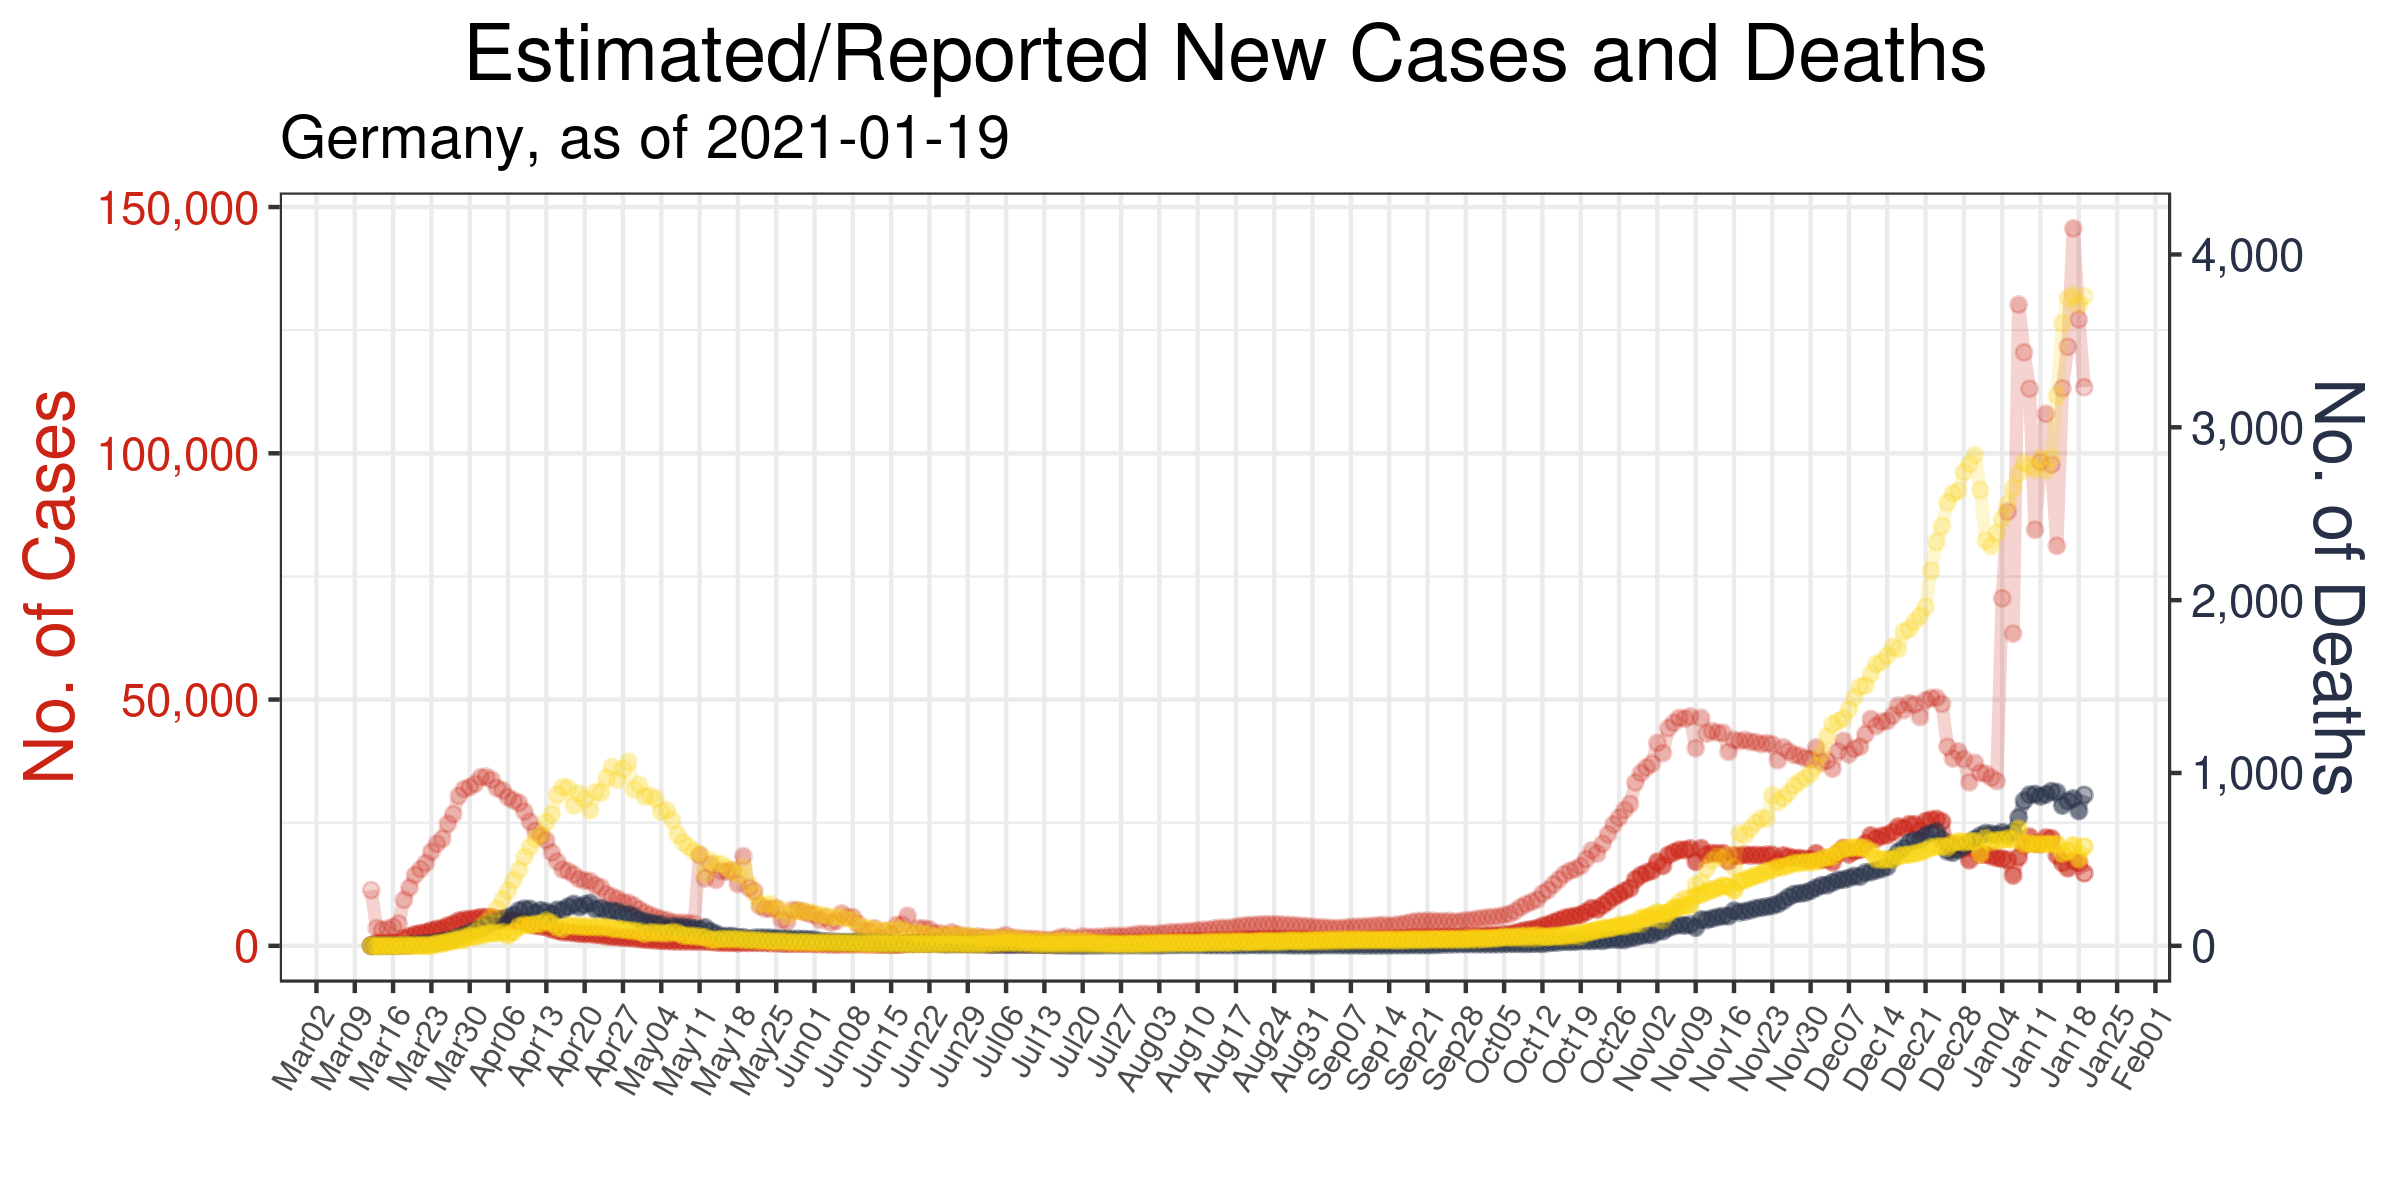 Estimated/Reported New Cases and Deaths
Germany, as of 2021-01-19
No. of Cases
150,000
100,000
50,000
0
4,000
3,000
2,000
1,000
0
No. of Deaths
Mar02
Mar09
Mar16
Mar23
Mar30
Apr06
Apr13
Apr20
Apr27
May04
May11
May18
May25
Jun01
Jun08
Jun15
Jun22
Jun29
Jul06
Jul13
Jul20
Jul27
Aug03
Aug10
Aug17
Aug24
Aug31
Sep07
Sep14
Sep21
Sep28
Oct05
Oct12
Oct19
Oct26
Nov02
Nov09
Nov16
Nov23
Nov30
Dec07
Dec14
Dec21
Dec28
Jan04
Jan11
Jan18
Jan25
Feb01